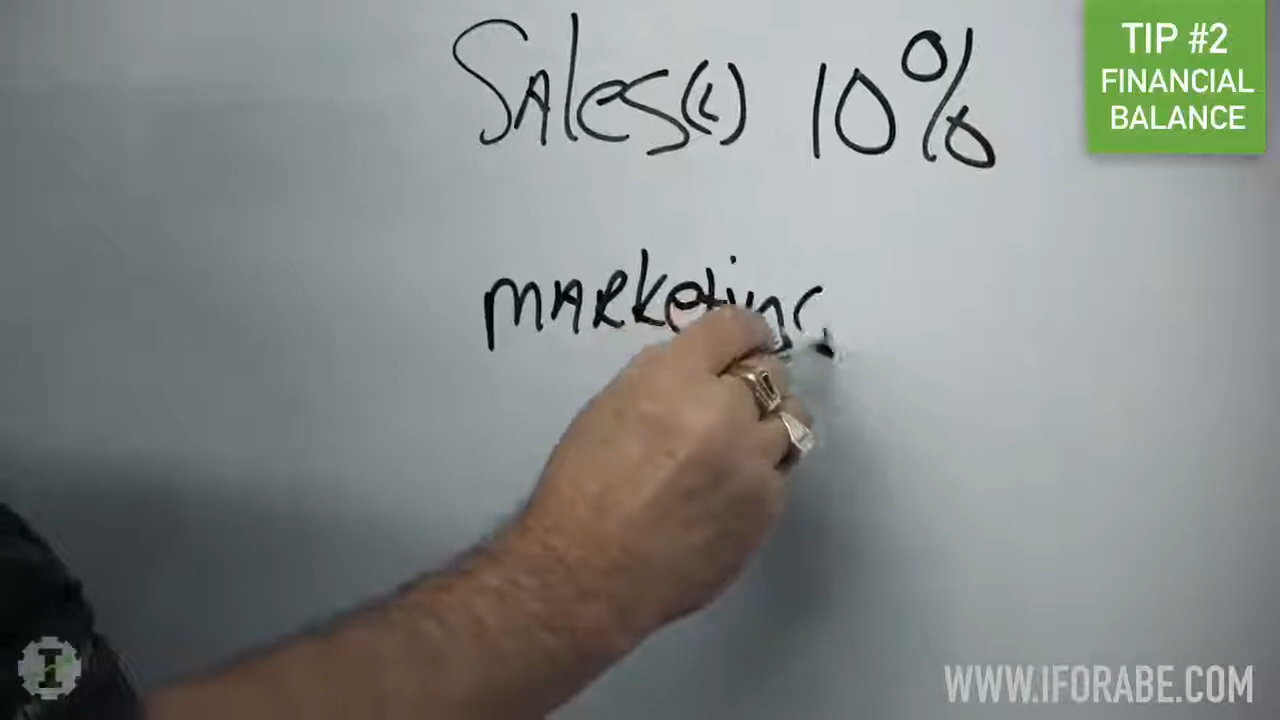 Sales(c) 10%
TIP #2
FINANCIAL
BALANCE
marketing
WWW.IFORABE.COM